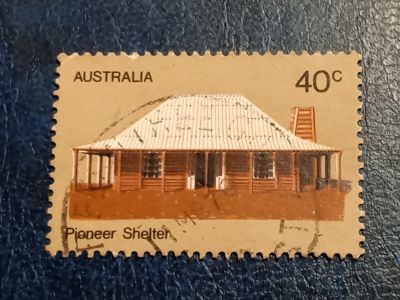 AUSTRALIA 40c
Pioneer Shelter